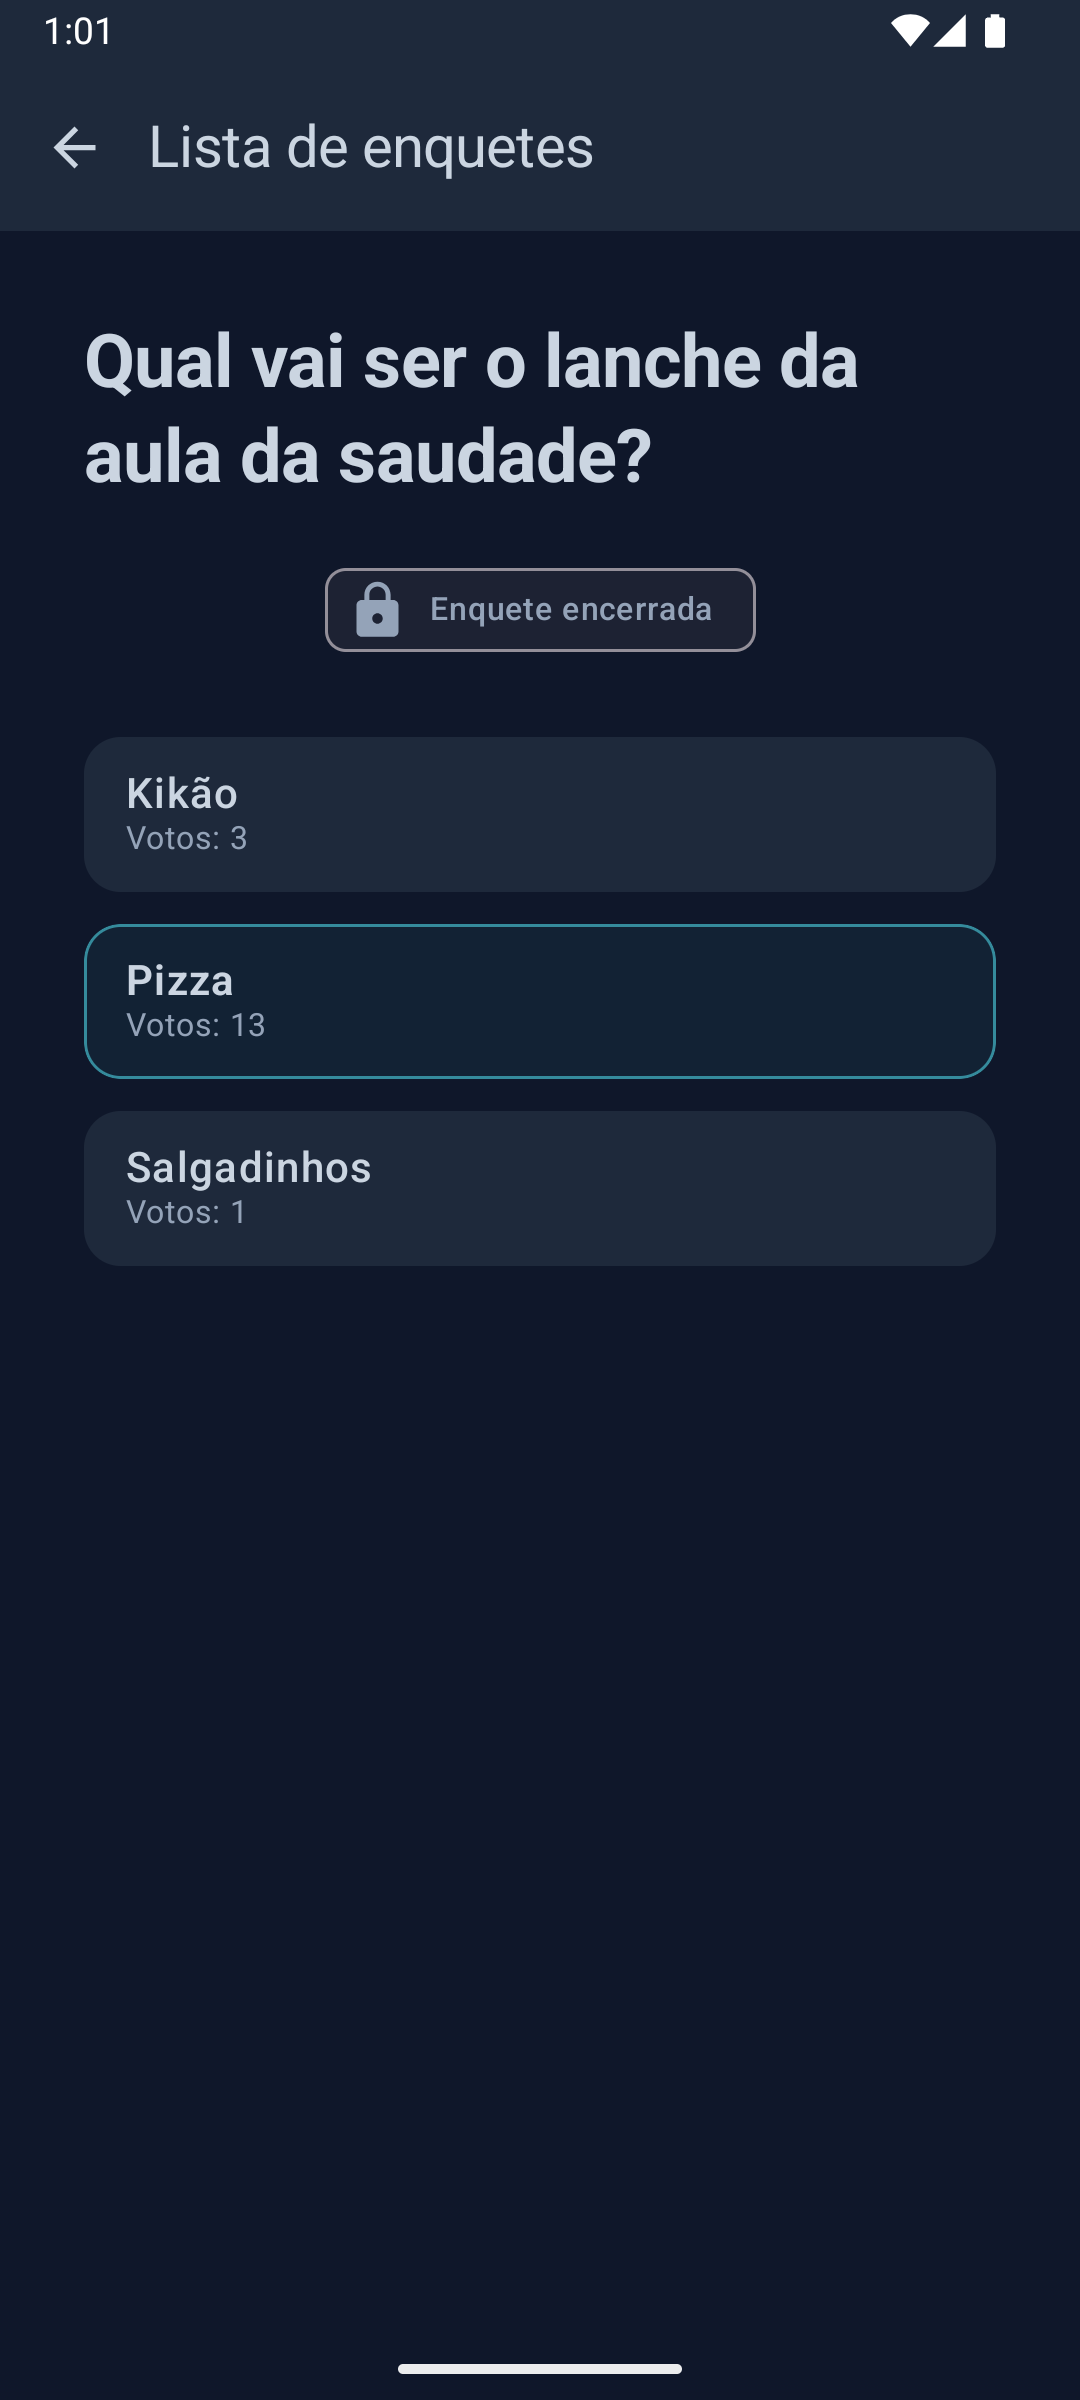 1:01
Lista de enquetes
Qual vai ser o lanche da
aula da saudade?
Enquete encerrada
Kikão
Votos: 3
Pizza
Votos: 13
Salgadinhos
Votos: 1